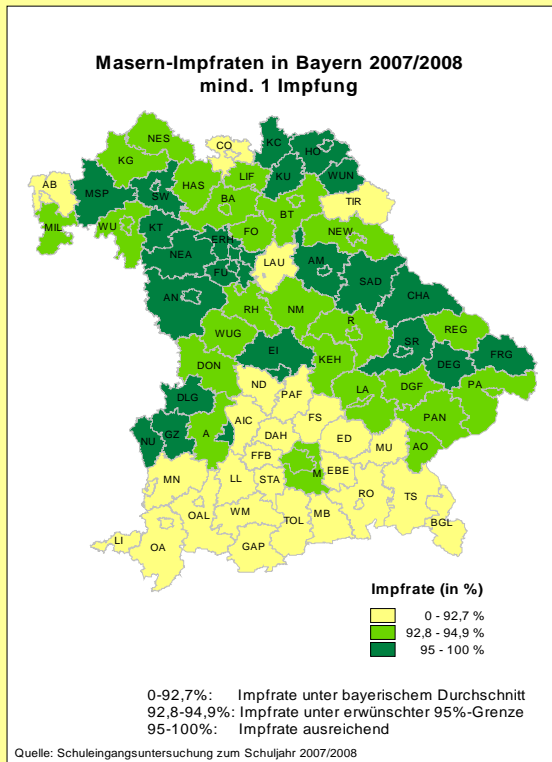 Masern-Impfraten in Bayern 2007/2008
mind. 1 Impfung
NES
CO
KC
HO
KG
KU
WUN
HAS
LIF
AB
MSP
SW
BA
BT
TIR
MIL
WU
KT
FO
NEW
ERH
NEA
LAU
AM
FU
SAD
AN
CHA
RH
NM
R
REG
WUG
EI
SR
FRG
KEH
DEG
DON
ND
PAF
LA
DGF
PA
DLG
AIC
FS
PAN
NU
GZ
A
DAH
ED
MU
AO
FFB
M
EBE
MN
LL
STA
RO
TS
OAL
WM
TOL
MB
BGL
LI
OA
GAP
Impfrate (in %)
0 - 92,7 %
92,8 - 94,9 %
95 - 100 %
0-92,7%: Impfrate unter bayerischem Durchschnitt
92,8-94,9%: Impfrate unter erwünschter 95%-Grenze
95-100%: Impfrate ausreichend
Quelle: Schuleingangsuntersuchung zum Schuljahr 2007/2008